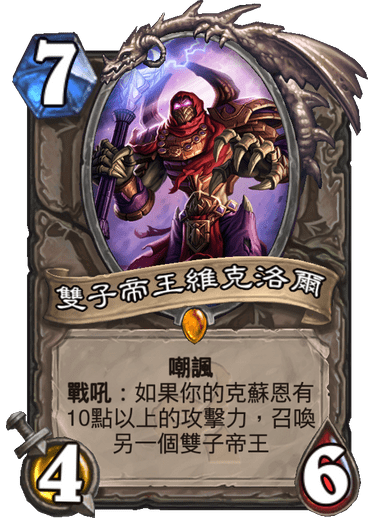 7
雙子帝王維克洛爾
嘲諷
戰吼：如果你的克蘇恩有
10點以上的攻擊力，召喚
另一個雙子帝王
4
6